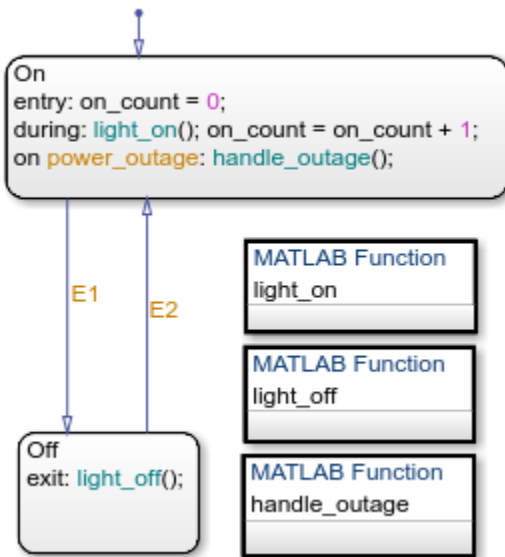 On
entry: on_count = 0;
during: light_on(); on_count = on_count + 1;
on power_outage: handle_outage();
E1
E2
MATLAB Function
light_on
MATLAB Function
light_off
MATLAB Function
handle_outage
Off
exit: light_off();